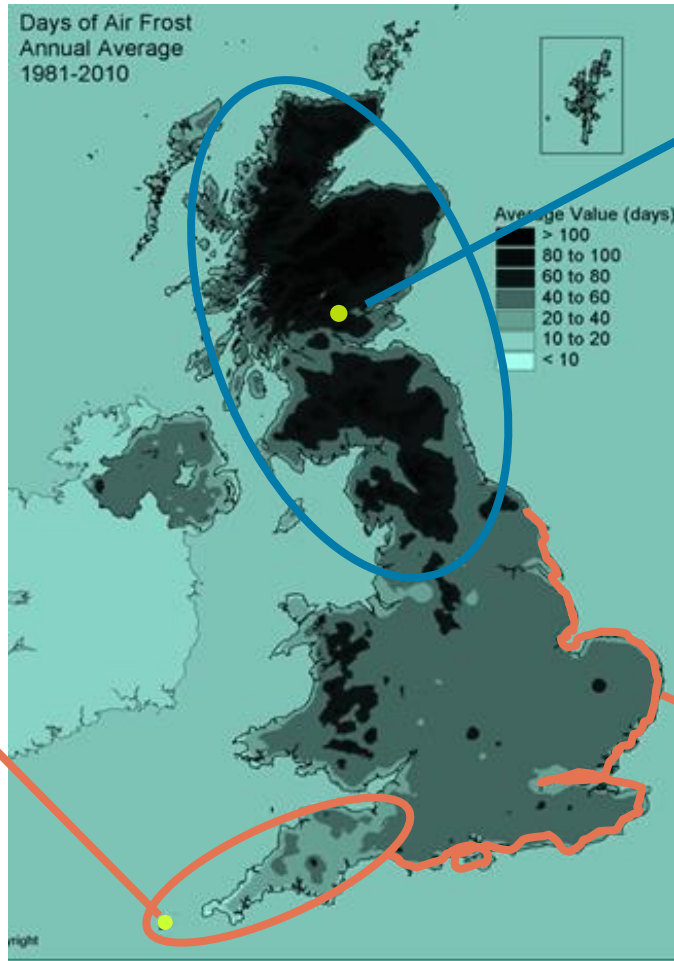 Days of Air Frost
Annual Average
1981-2010
Average Value (days)
> 100
80 to 100
60 to 80
40 to 60
20 to 40
10 to 20
< 10